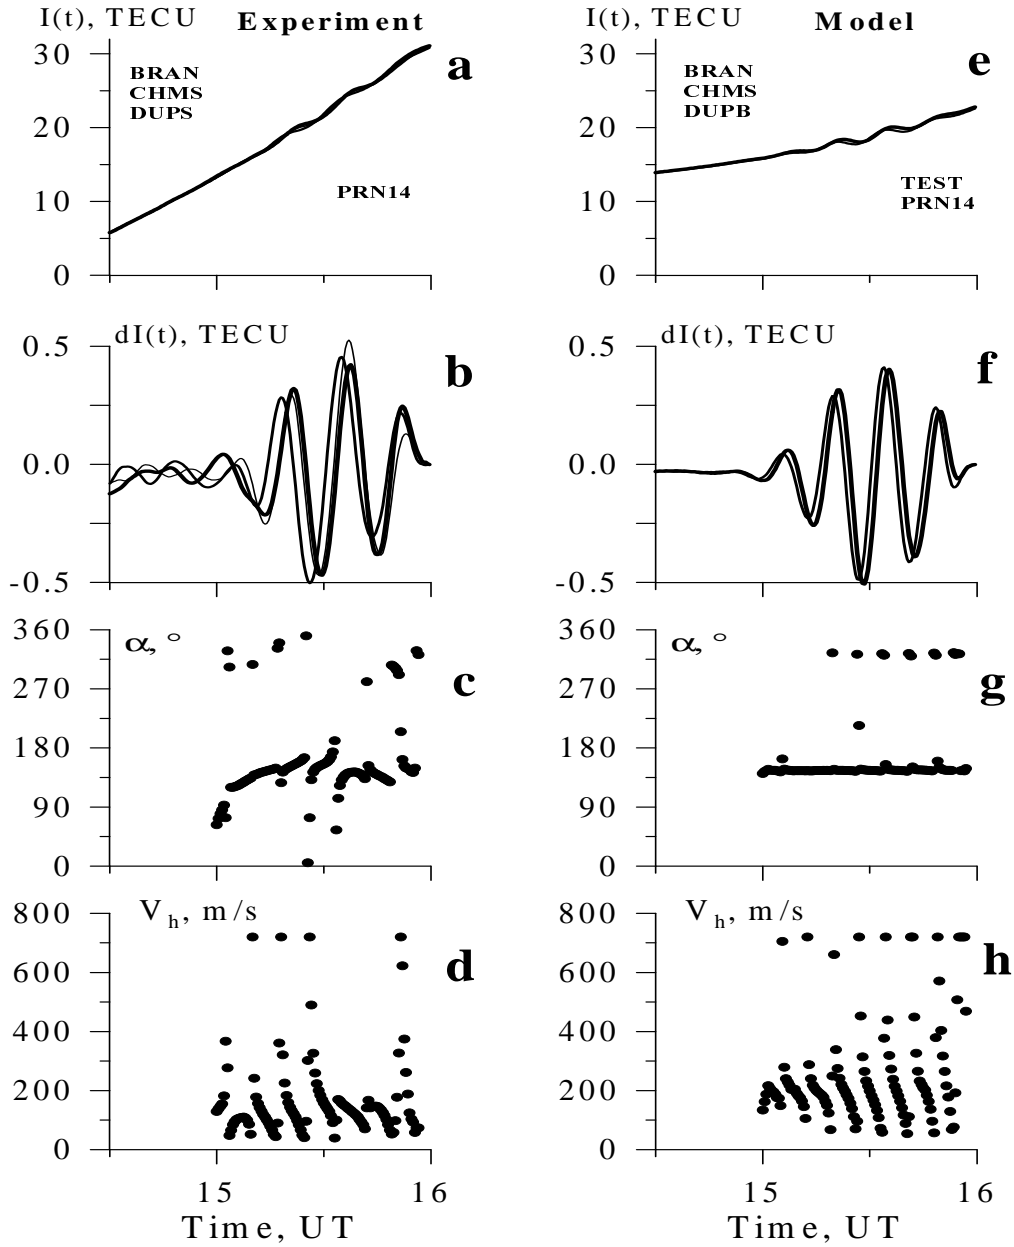 I(t), TECU Experiment
30
20
10
0
BRAN
CHMS
DUPS
a
PRN14
I(t), TECU Model
30
20
10
0
BRAN
CHMS
DUPB
e
TEST
PRN14
dI(t), TECU
0.5
0.0
-0.5
b
dI(t), TECU
0.5
0.0
-0.5
f
α, °
360
270
180
90
0
c
α, °
360
270
180
90
0
g
Vh, m/s
800
600
400
200
0
d
15 16
Time, UT
Vh, m/s
800
600
400
200
0
h
15 16
Time, UT